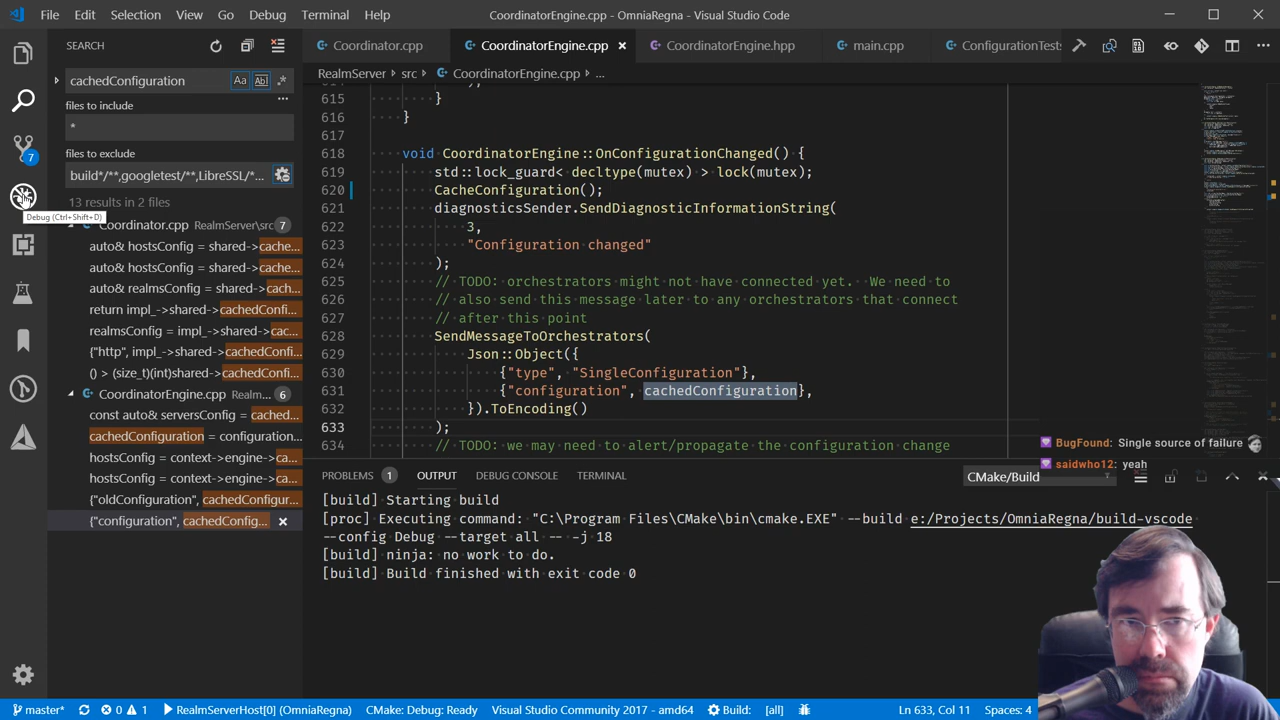 File Edit Selection View Go Debug Terminal Help
CoordinatorEngine.cpp - OmniaRegna - Visual Studio Code
SEARCH
cachedConfiguration
Aa
files to include
*
files to exclude
build*/**,googletest/**,LibreSSL/*...
13 results in 2 files
7
Debug (Ctrl+Shift+D)
Coordinator.cpp RealmServer\src 7
auto& hostsConfig = shared->cache...
auto& hostsConfig = shared->cache...
auto& realmsConfig = shared->cach...
return impl_->shared->cachedConfi...
realmsConfig = impl_->shared->cac...
{"http", impl_->shared->cachedConfi...
() > (size_t)(int)shared->cachedConf...
CoordinatorEngine.cpp Realm... 6
const auto& serversConfig = cached...
cachedConfiguration = configuration...
hostsConfig = context->engine->ca...
hostsConfig = context->engine->ca...
{"oldConfiguration", cachedConfigur...
{"configuration", cachedConfig...
Coordinator.cpp CoordinatorEngine.cpp CoordinatorEngine.hpp main.cpp ConfigurationTests
RealmServer › src › CoordinatorEngine.cpp › ...
615 }
616 }
617
618 void CoordinatorEngine::OnConfigurationChanged() {
619 std::lock_guard< decltype(mutex) > lock(mutex);
620 CacheConfiguration();
621 diagnosticsSender.SendDiagnosticInformationString(
622 3,
623 "Configuration changed"
624 );
625 // TODO: orchestrators might not have connected yet. We need to
626 // also send this message later to any orchestrators that connect
627 // after this point
628 SendMessageToOrchestrators(
629 Json::Object({
630 {"type", "SingleConfiguration"},
631 {"configuration", cachedConfiguration},
632 }).ToEncoding()
633 );
634 // TODO: we may need to alert/propagate the configuration change
BugFound: Single source of failure
saidwho12: yeah
PROBLEMS 1 OUTPUT DEBUG CONSOLE TERMINAL CMake/Build
[build] Starting build
[proc] Executing command: "C:\Program Files\CMake\bin\cmake.EXE" --build e:/Projects/OmniaRegna/build-vscode
--config Debug --target all -- -j 18
[build] ninja: no work to do.
[build] Build finished with exit code 0
master* 0 1 RealmServerHost[0] (OmniaRegna) CMake: Debug: Ready Visual Studio Community 2017 - amd64 Build: [all] Ln 633, Col 11 Spaces: 4